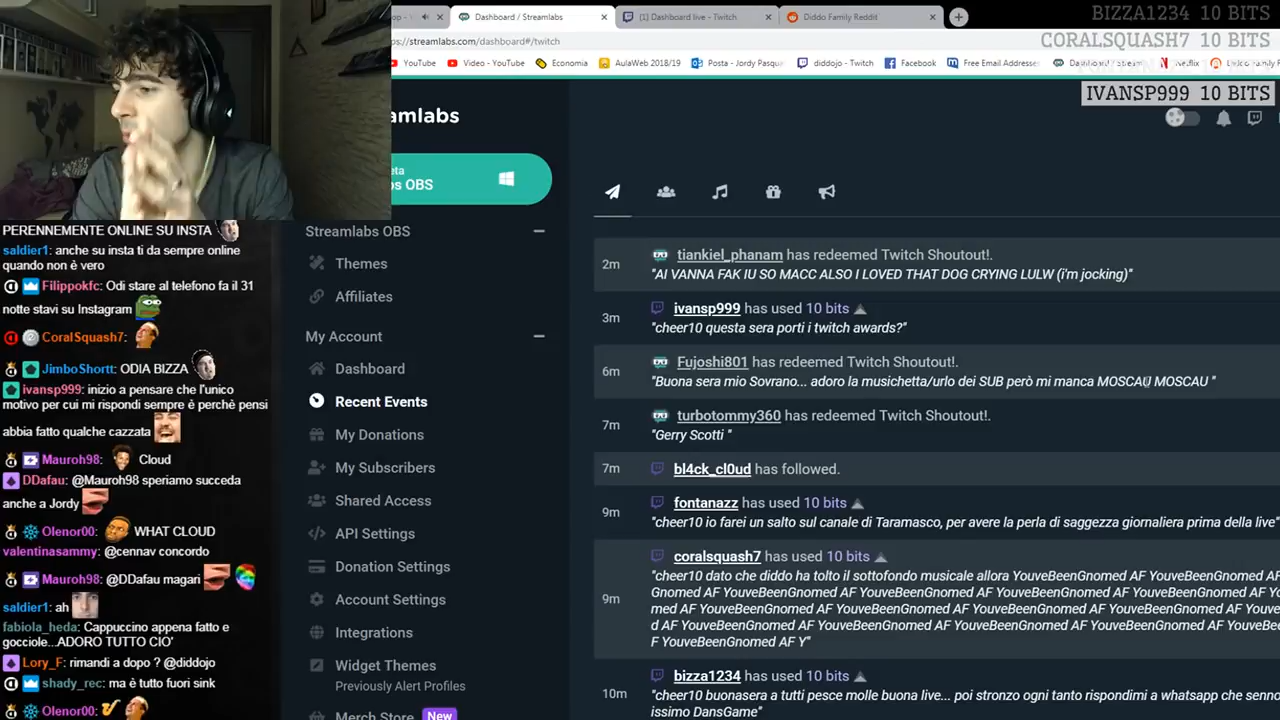 Dashboard / Streamlabs
(1) Dashboard live - Twitch
Diddo Family Reddit
BIZZA1234 10 BITS
CORALSQUASH7 10 BITS
IVANSP999 10 BITS
ps://streamlabs.com/dashboard#/twitch
YouTube
Video - YouTube
Economia
AulaWeb 2018/19
Posta - Jordy Pasqua
diddojo - Twitch
Facebook
Free Email Addresses
amlabs
eta
s OBS
Streamlabs OBS
Themes
Affiliates
My Account
Dashboard
Recent Events
My Donations
My Subscribers
Shared Access
API Settings
Donation Settings
Account Settings
Integrations
Widget Themes
Previously Alert Profiles
Merch Store New
PERENNEMENTE ONLINE SU INSTA
saldier1: anche su insta ti da sempre online
quando non è vero
Filippokfc: Odi stare al telefono fa il 31
notte stavi su Instagram
CoralSquash7:
JimboShortt: ODIA BIZZA
ivansp999: inizio a pensare che l'unico
motivo per cui mi rispondi sempre è perchè pensi
abbia fatto qualche cazzata
Mauroh98: Cloud
DDafau: @Mauroh98 speriamo succeda
anche a Jordy
Olenor00: WHAT CLOUD
valentinasammy: @cennav concordo
Mauroh98: @DDafau magari
saldier1: ah
fabiola_heda: Cappuccino appena fatto e
gocciole...ADORO TUTTO CIO'
Lory_F: rimandi a dopo ? @diddojo
shady_rec: ma è tutto fuori sink
Olenor00:
2m
tiankiel_phanam has redeemed Twitch Shoutout!.
"AI VANNA FAK IU SO MACC ALSO I LOVED THAT DOG CRYING LULW (i'm jocking)"
3m
ivansp999 has used 10 bits
"cheer10 questa sera porti i twitch awards?"
6m
Fujoshi801 has redeemed Twitch Shoutout!.
"Buona sera mio Sovrano... adoro la musichetta/urlo dei SUB però mi manca MOSCAU MOSCAU "
7m
turbotommy360 has redeemed Twitch Shoutout!.
"Gerry Scotti "
7m
bl4ck_cl0ud has followed.
9m
fontanazz has used 10 bits
"cheer10 io farei un salto sul canale di Taramasco, per avere la perla di saggezza giornaliera prima della live"
9m
coralsquash7 has used 10 bits
"cheer10 dato che diddo ha tolto il sottofondo musicale allora YouveBeenGnomed AF YouveBeenGnomed AF
Gnomed AF YouveBeenGnomed AF YouveBeenGnomed AF YouveBeenGnomed AF YouveBeenGnomed AF
med AF YouveBeenGnomed AF YouveBeenGnomed AF YouveBeenGnomed AF YouveBeenGnomed AF
d AF YouveBeenGnomed AF YouveBeenGnomed AF YouveBeenGnomed AF YouveBeenGnomed AF
F YouveBeenGnomed AF Y"
10m
bizza1234 has used 10 bits
"cheer10 buonasera a tutti pesce molle buona live... poi stronzo ogni tanto rispondimi a whatsapp che senno
issimo DansGame"